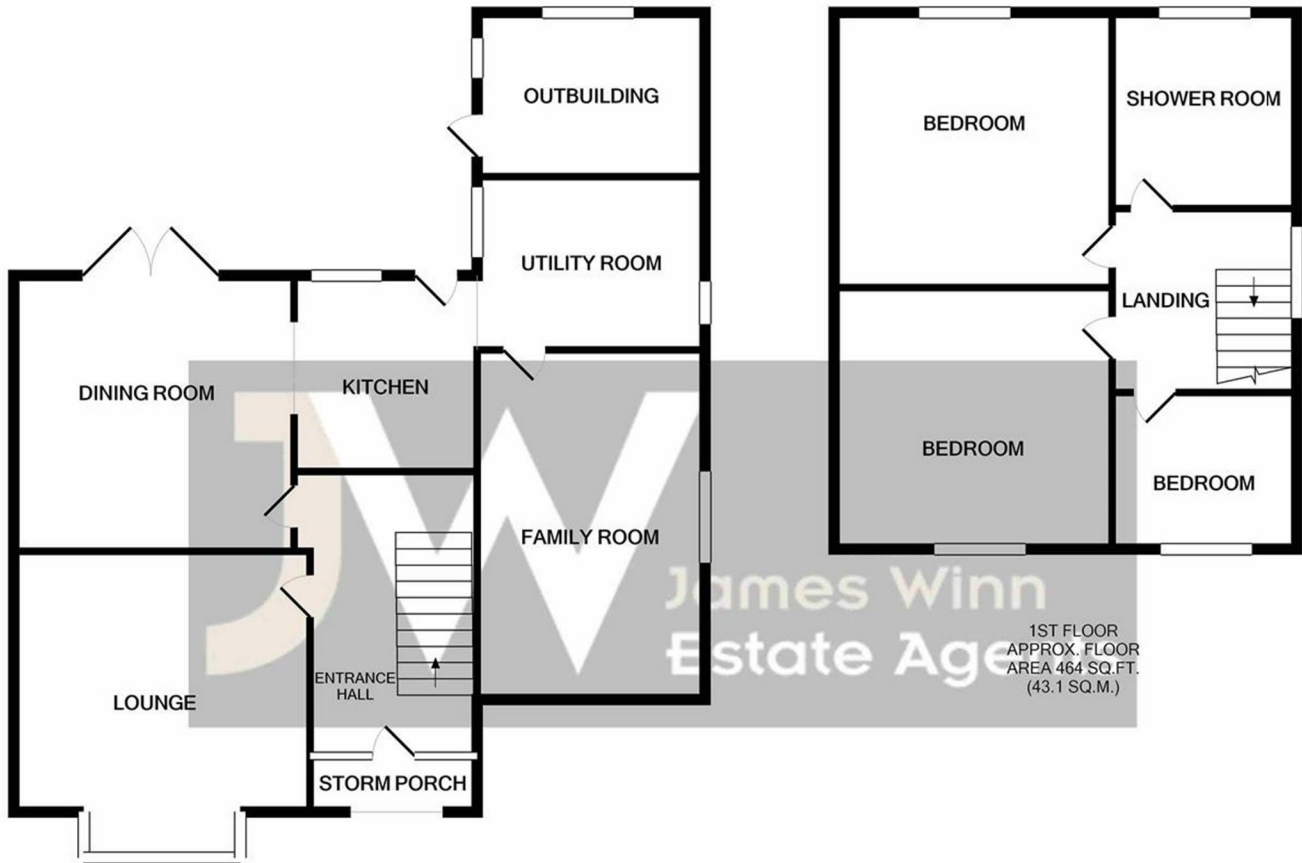 OUTBUILDING
UTILITY ROOM
DINING ROOM
KITCHEN
FAMILY ROOM
LOUNGE
ENTRANCE
HALL
STORM PORCH
BEDROOM
SHOWER ROOM
LANDING
BEDROOM
BEDROOM
JW
James Winn
Estate Agents
1ST FLOOR
APPROX. FLOOR
AREA 464 SQ.FT.
(43.1 SQ.M.)